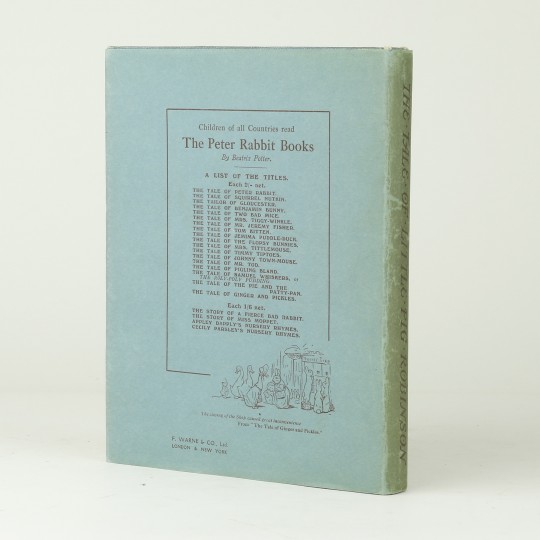 Children of all Countries read
The Peter Rabbit Books
By Beatrix Potter.
A LIST OF THE TITLES.
Each 2/- net.
THE TALE OF PETER RABBIT.
THE TALE OF SQUIRREL NUTKIN.
THE TAILOR OF GLOUCESTER.
THE TALE OF BENJAMIN BUNNY.
THE TALE OF TWO BAD MICE.
THE TALE OF MRS. TIGGY-WINKLE.
THE TALE OF MR. JEREMY FISHER.
THE TALE OF TOM KITTEN.
THE TALE OF JEMIMA PUDDLE-DUCK.
THE TALE OF THE FLOPSY BUNNIES.
THE TALE OF MRS. TITTLEMOUSE.
THE TALE OF TIMMY TIPTOES.
THE TALE OF JOHNNY TOWN-MOUSE.
THE TALE OF MR. TOD.
THE TALE OF PIGLING BLAND.
THE TALE OF SAMUEL WHISKERS, or
THE ROLY-POLY PUDDING
THE TALE OF THE PIE AND THE
PATTY-PAN.
THE TALE OF GINGER AND PICKLES.
Each 1/6 net.
THE STORY OF A FIERCE BAD RABBIT.
THE STORY OF MISS MOPPET.
APPLEY DAPPLY'S NURSERY RHYMES.
CECILY PARSLEY'S NURSERY RHYMES.
of the Shop caused great inconvenience
From "The Tale of Ginger and Pickles."
F. WARNE & CO., Ltd
LONDON & NEW YORK
THE TALE OF LITTLE PIG ROBINSON